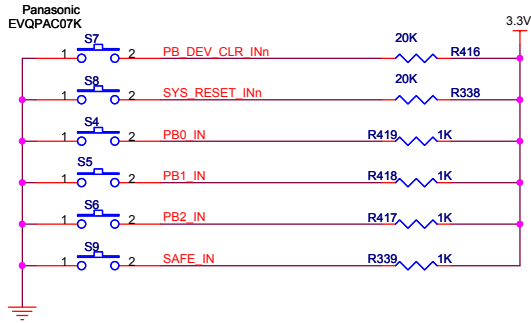 Panasonic
EVQPAC07K
3.3V
S7
20K
1 2 PB_DEV_CLR_INn R416
S8
20K
1 2 SYS_RESET_INn R338
S4
1 2 PB0_IN R419 1K
S5
1 2 PB1_IN R418 1K
S6
1 2 PB2_IN R417 1K
S9
1 2 SAFE_IN R339 1K